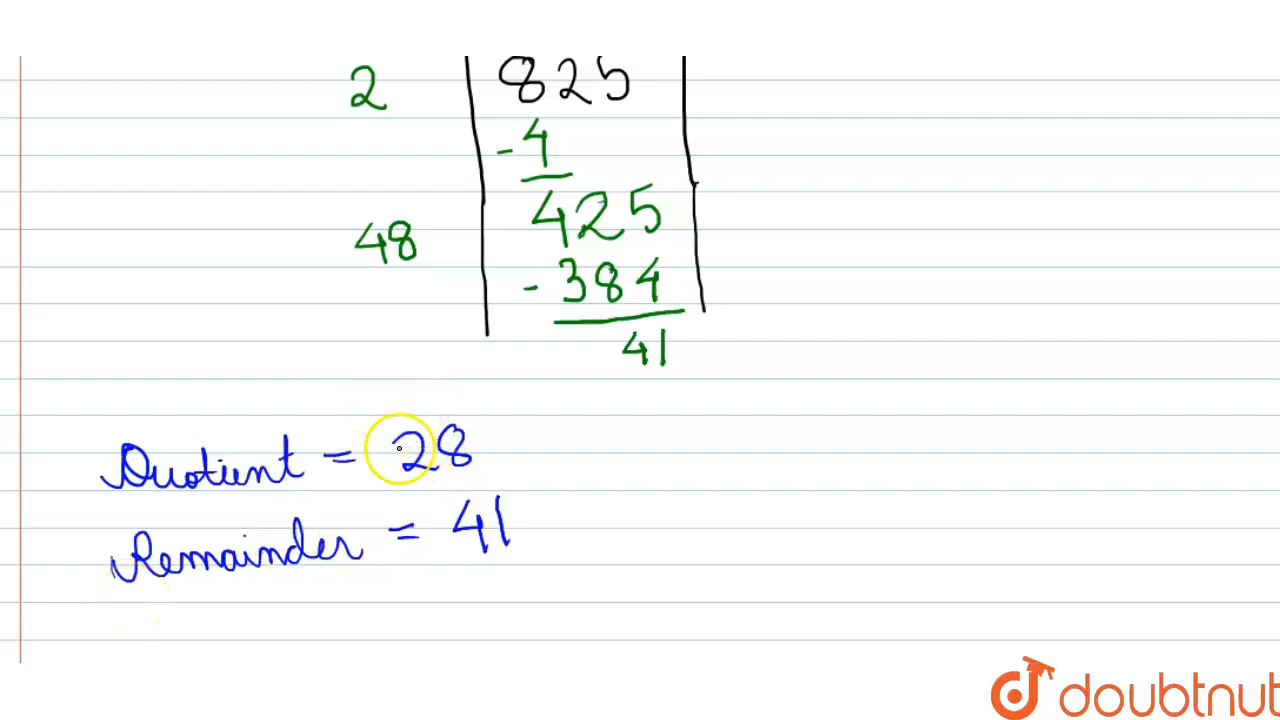 2 825
-4
425
48
-384
41
Quotient = 28
Remainder = 41
doubtnut